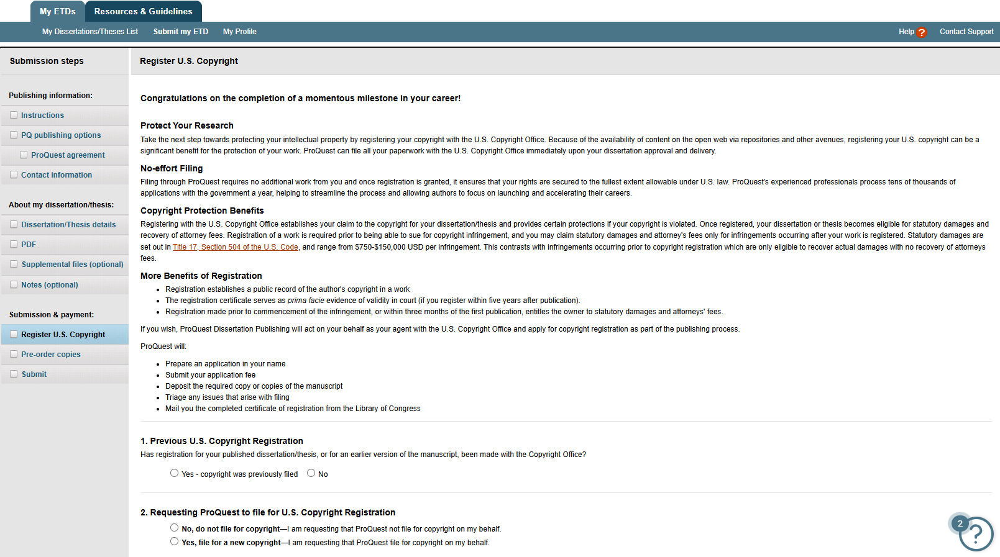 My ETDs
Resources & Guidelines
My Dissertations/Theses List
Submit my ETD
My Profile
Help ?
Contact Support
Submission steps
Publishing information:
Instructions
PQ publishing options
ProQuest agreement
Contact information
About my dissertation/thesis:
Dissertation/Thesis details
PDF
Supplemental files (optional)
Notes (optional)
Submission & payment:
Register U.S. Copyright
Pre-order copies
Submit
Register U.S. Copyright
Congratulations on the completion of a momentous milestone in your career!
Protect Your Research
Take the next step towards protecting your intellectual property by registering your copyright with the U.S. Copyright Office. Because of the availability of content on the open web via repositories and other avenues, registering your U.S. copyright can be a
significant benefit for the protection of your work. ProQuest can file all your paperwork with the U.S. Copyright Office immediately upon your dissertation approval and delivery.
No-effort Filing
Filing through ProQuest requires no additional work from you and once registration is granted, it ensures that your rights are secured to the fullest extent allowable under U.S. law. ProQuest's experienced professionals process tens of thousands of
applications with the government a year, helping to streamline the process and allowing authors to focus on launching and accelerating their careers.
Copyright Protection Benefits
Registering with the U.S. Copyright Office establishes your claim to the copyright for your dissertation/thesis and provides certain protections if your copyright is violated. Once registered, your dissertation or thesis becomes eligible for statutory damages and
recovery of attorney fees. Registration of a work is required prior to being able to sue for copyright infringement, and you may claim statutory damages and attorney's fees only for infringements occurring after your work is registered. Statutory damages are
set out in Title 17, Section 504 of the U.S. Code, and range from $750-$150,000 USD per infringement. This contrasts with infringements occurring prior to copyright registration which are only eligible to recover actual damages with no recovery of attorneys
fees.
More Benefits of Registration
• Registration establishes a public record of the author's copyright in a work
• The registration certificate serves as prima facie evidence of validity in court (if you register within five years after publication).
• Registration made prior to commencement of the infringement, or within three months of the first publication, entitles the owner to statutory damages and attorneys' fees.
If you wish, ProQuest Dissertation Publishing will act on your behalf as your agent with the U.S. Copyright Office and apply for copyright registration as part of the publishing process.
ProQuest will:
• Prepare an application in your name
• Submit your application fee
• Deposit the required copy or copies of the manuscript
• Triage any issues that arise with filing
• Mail you the completed certificate of registration from the Library of Congress
1. Previous U.S. Copyright Registration
Has registration for your published dissertation/thesis, or for an earlier version of the manuscript, been made with the Copyright Office?
Yes - copyright was previously filed
No
2. Requesting ProQuest to file for U.S. Copyright Registration
No, do not file for copyright—I am requesting that ProQuest not file for copyright on my behalf.
Yes, file for a new copyright—I am requesting that ProQuest file for copyright on my behalf.
2
?